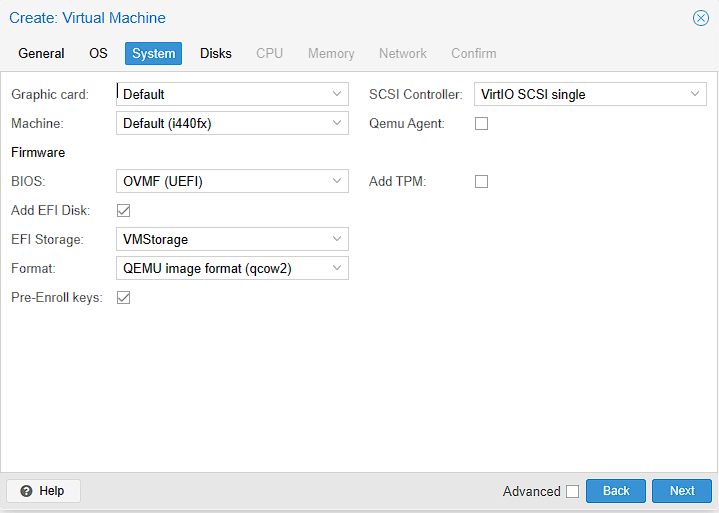 Create: Virtual Machine
General OS System Disks CPU Memory Network Confirm
Graphic card: Default SCSI Controller: VirtIO SCSI single
Machine: Default (i440fx) Qemu Agent:
Firmware
BIOS: OVMF (UEFI) Add TPM:
Add EFI Disk:
EFI Storage: VMStorage
Format: QEMU image format (qcow2)
Pre-Enroll keys:
? Help Advanced Back Next